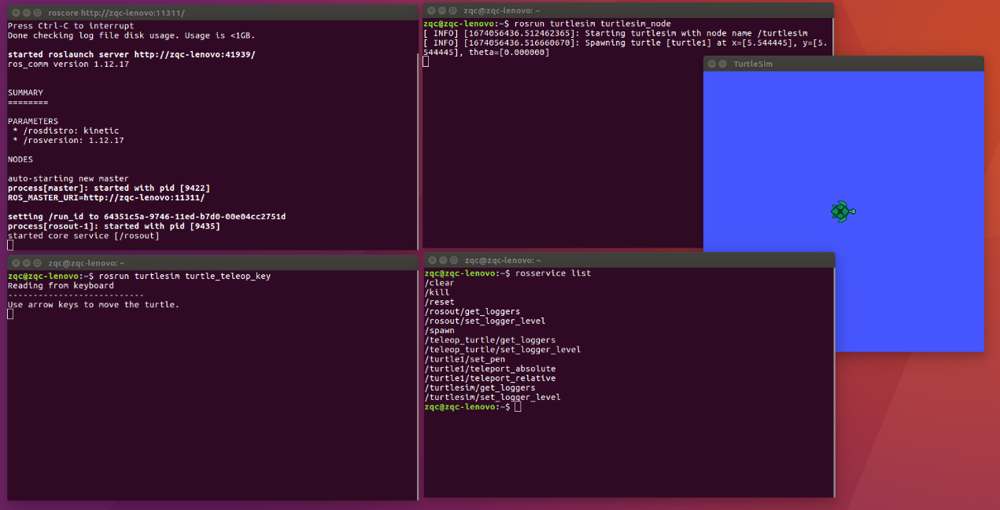 roscore http://zqc-lenovo:11311/
Press Ctrl-C to interrupt
Done checking log file disk usage. Usage is <1GB.
started roslaunch server http://zqc-lenovo:41939/
ros_comm version 1.12.17
SUMMARY
========
PARAMETERS
* /rosdistro: kinetic
* /rosversion: 1.12.17
NODES
auto-starting new master
process[master]: started with pid [9422]
ROS_MASTER_URI=http://zqc-lenovo:11311/
setting /run_id to 64351c5a-9746-11ed-b7d0-00e04cc2751d
process[rosout-1]: started with pid [9435]
started core service [/rosout]
zqc@zqc-lenovo: ~
zqc@zqc-lenovo:~$ rosrun turtlesim turtlesim_node
[ INFO] [1674056436.512462365]: Starting turtlesim with node name /turtlesim
[ INFO] [1674056436.516660670]: Spawning turtle [turtle1] at x=[5.544445], y=[5.
544445], theta=[0.000000]
TurtleSim
zqc@zqc-lenovo: ~
zqc@zqc-lenovo:~$ rosrun turtlesim turtle_teleop_key
Reading from keyboard
---------------------------
Use arrow keys to move the turtle.
zqc@zqc-lenovo: ~
zqc@zqc-lenovo:~$ rosservice list
/clear
/kill
/reset
/rosout/get_loggers
/rosout/set_logger_level
/spawn
/teleop_turtle/get_loggers
/teleop_turtle/set_logger_level
/turtle1/set_pen
/turtle1/teleport_absolute
/turtle1/teleport_relative
/turtlesim/get_loggers
/turtlesim/set_logger_level
zqc@zqc-lenovo:~$